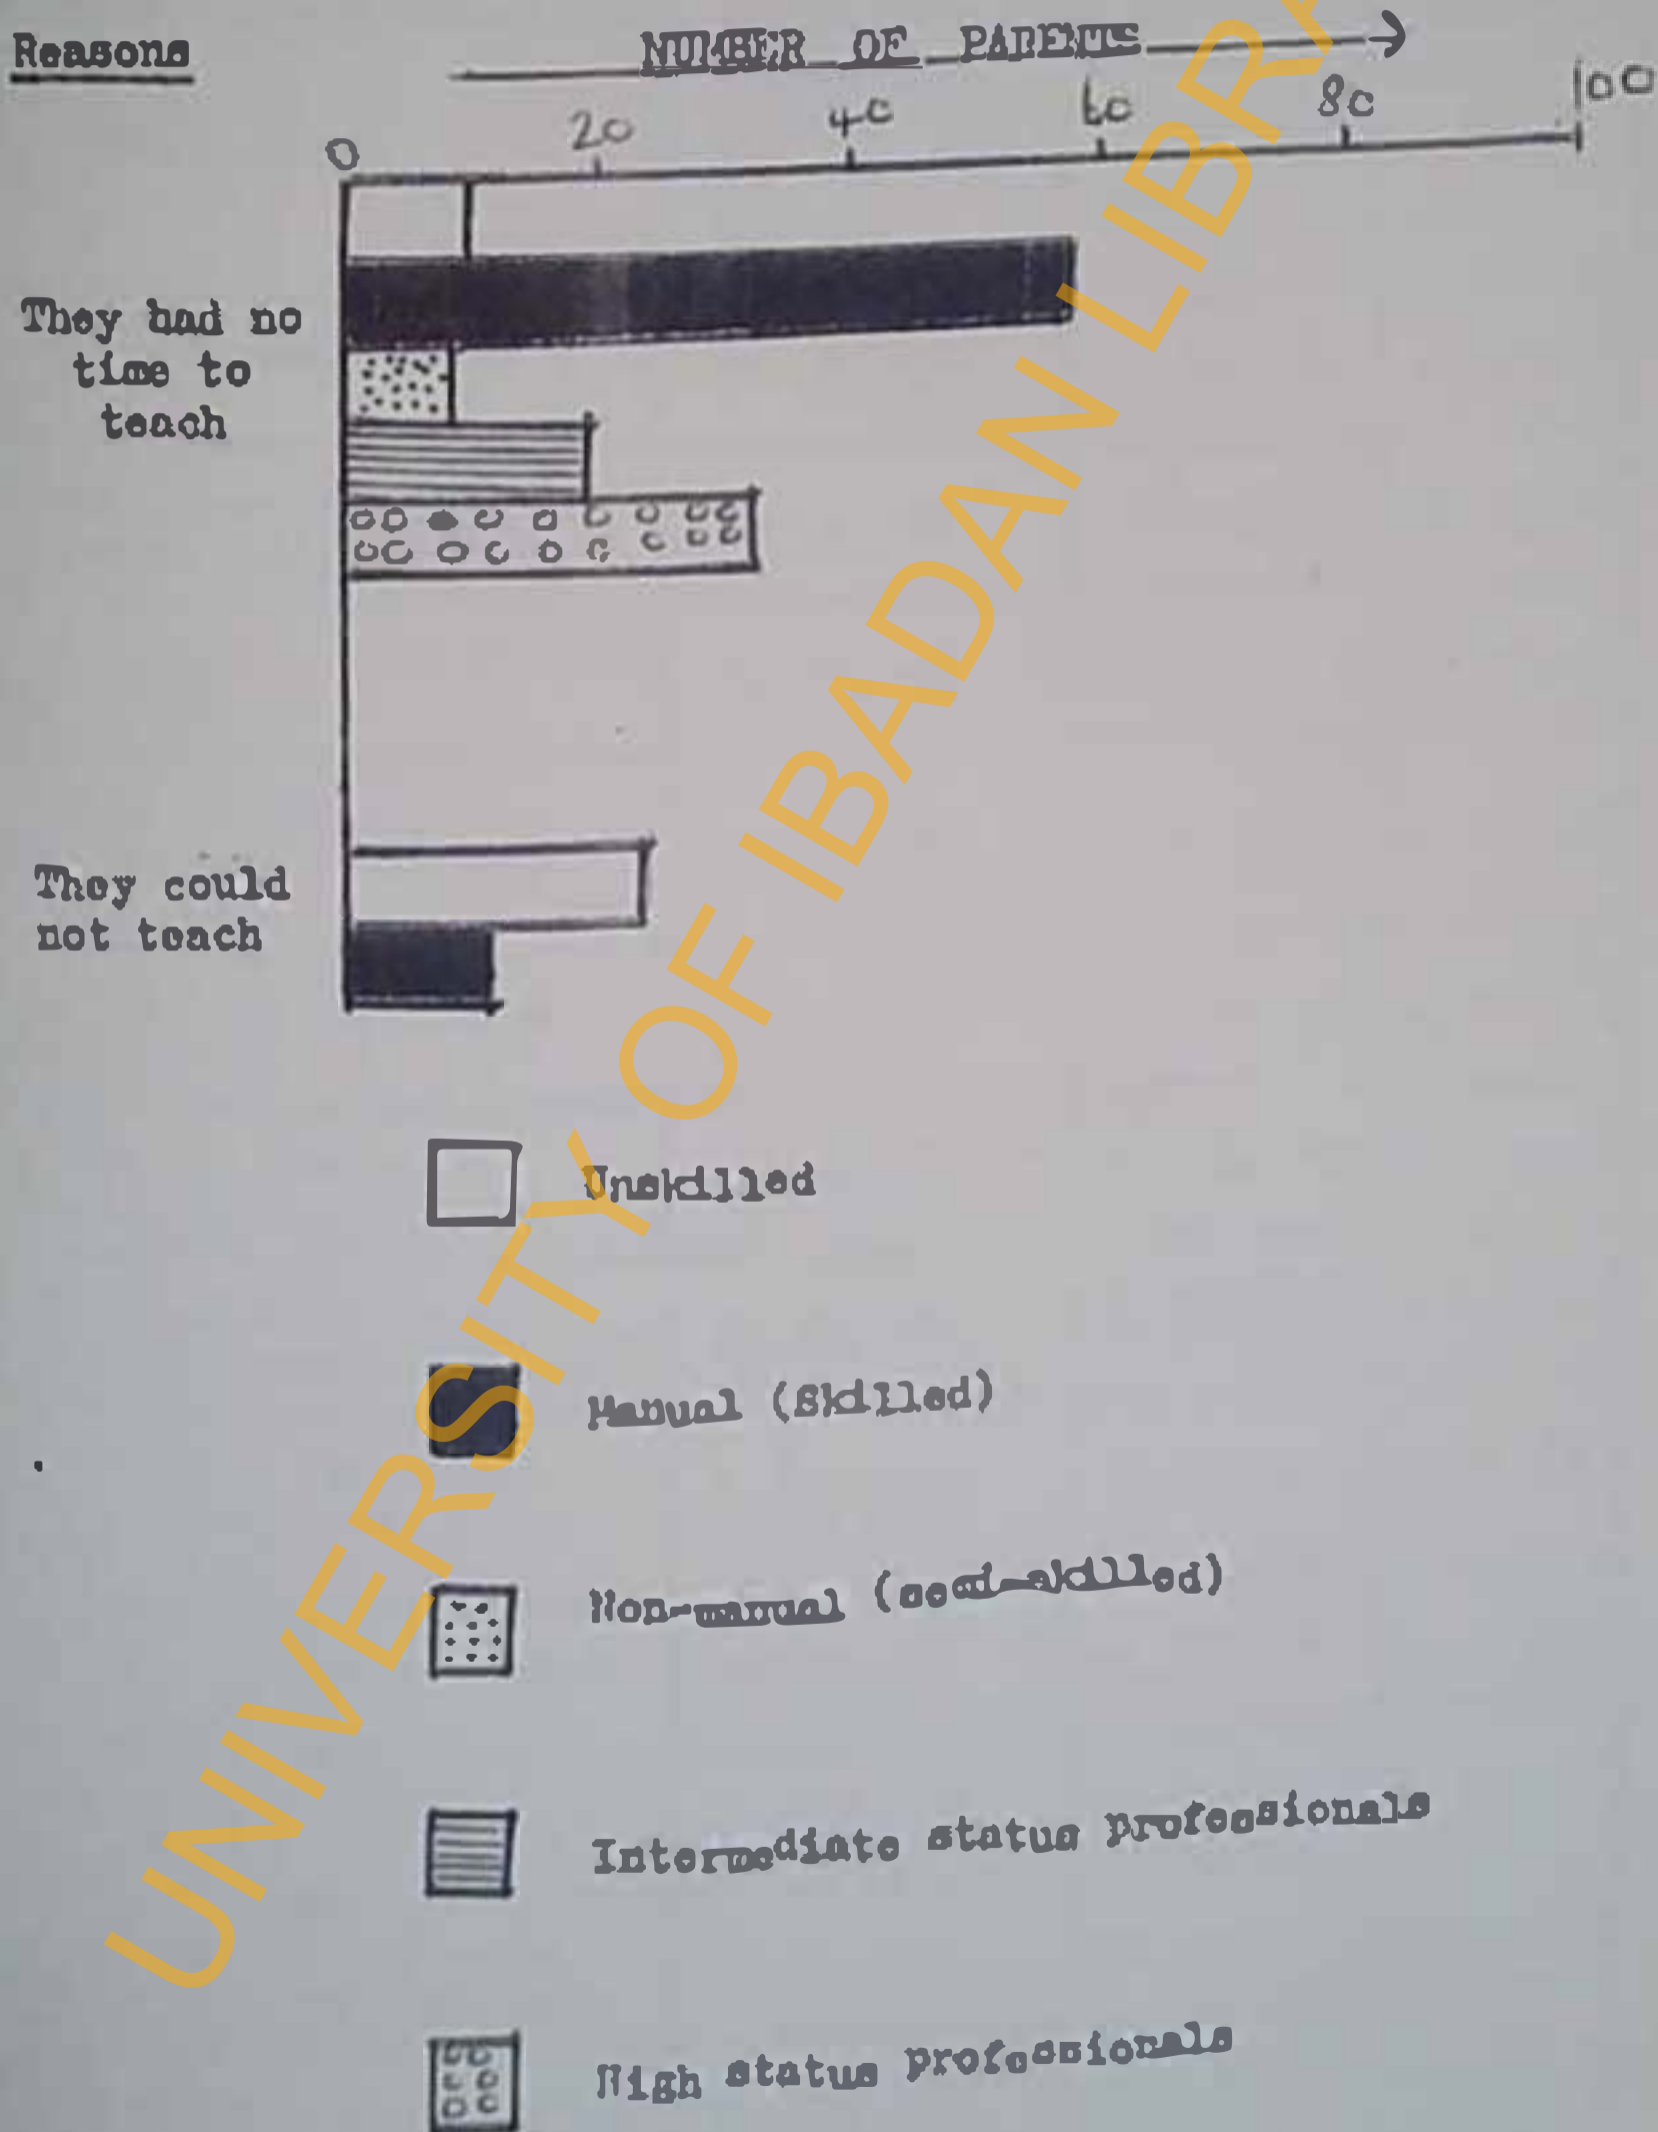 Reasons
NUMBER OF PARENTS
0 20 40 60 80 100
They had no
time to
teach
They could
not teach
Unskilled
Manual (Skilled)
Non-manual (semi-skilled)
Intermediate status professionals
High status professionals
UNIVERSITY OF IBADAN LIBRA